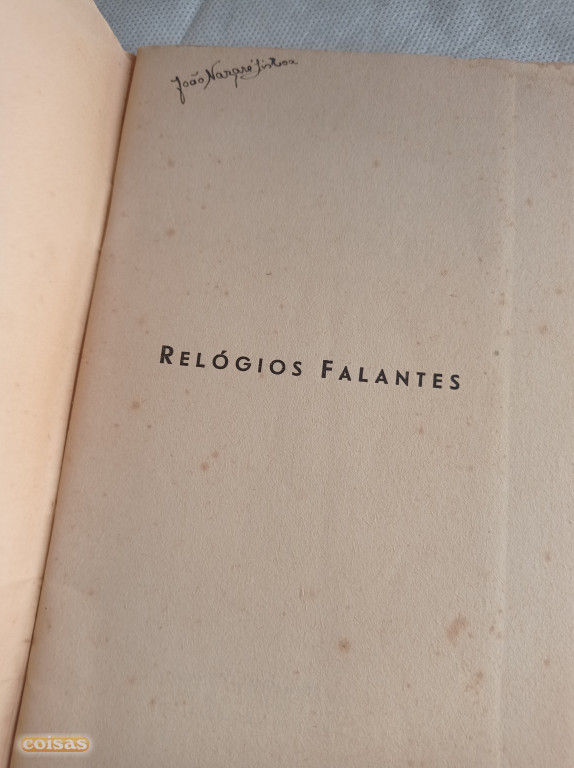 João Nazaré Lisboa
RELÓGIOS FALANTES
coisas